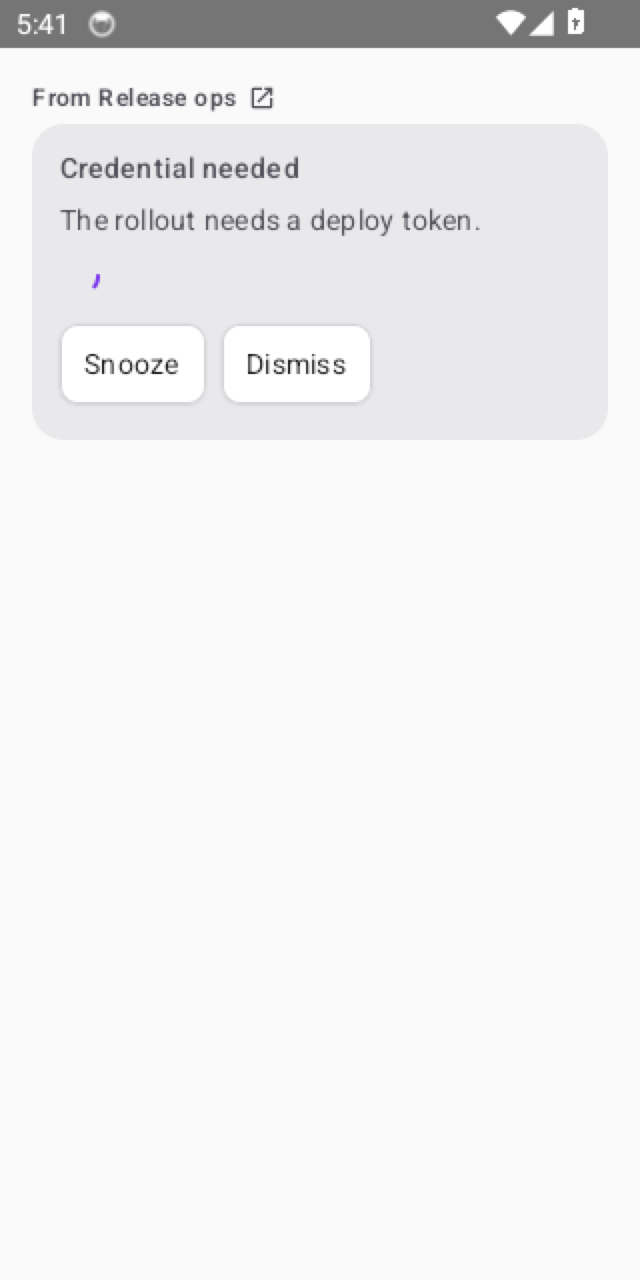 5:41
From Release ops
Credential needed
The rollout needs a deploy token.
Snooze Dismiss